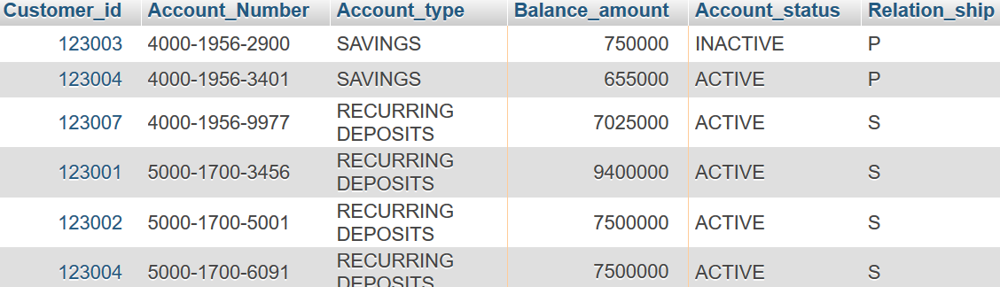 Customer_id Account_Number Account_type Balance_amount Account_status Relation_ship
123003 4000-1956-2900 SAVINGS 750000 INACTIVE P
123004 4000-1956-3401 SAVINGS 655000 ACTIVE P
123007 4000-1956-9977 RECURRING DEPOSITS 7025000 ACTIVE S
123001 5000-1700-3456 RECURRING DEPOSITS 9400000 ACTIVE S
123002 5000-1700-5001 RECURRING DEPOSITS 7500000 ACTIVE S
123004 5000-1700-6091 RECURRING DEPOSITS 7500000 ACTIVE S